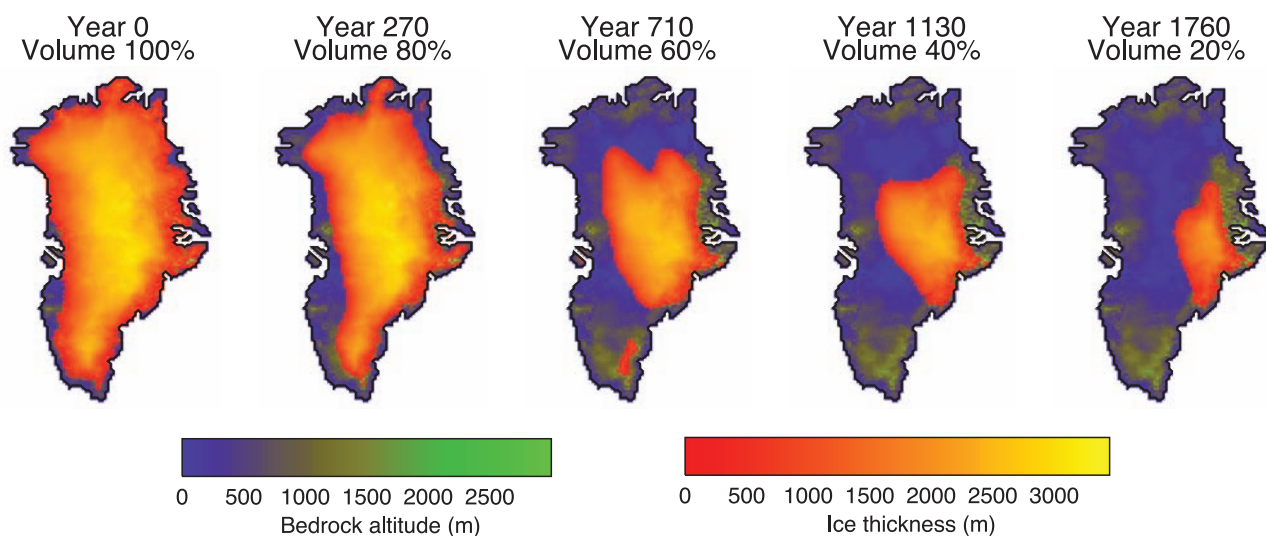 Year 0
Volume 100%
Year 270
Volume 80%
Year 710
Volume 60%
Year 1130
Volume 40%
Year 1760
Volume 20%
0 500 1000 1500 2000 2500
Bedrock altitude (m)
0 500 1000 1500 2000 2500 3000
Ice thickness (m)